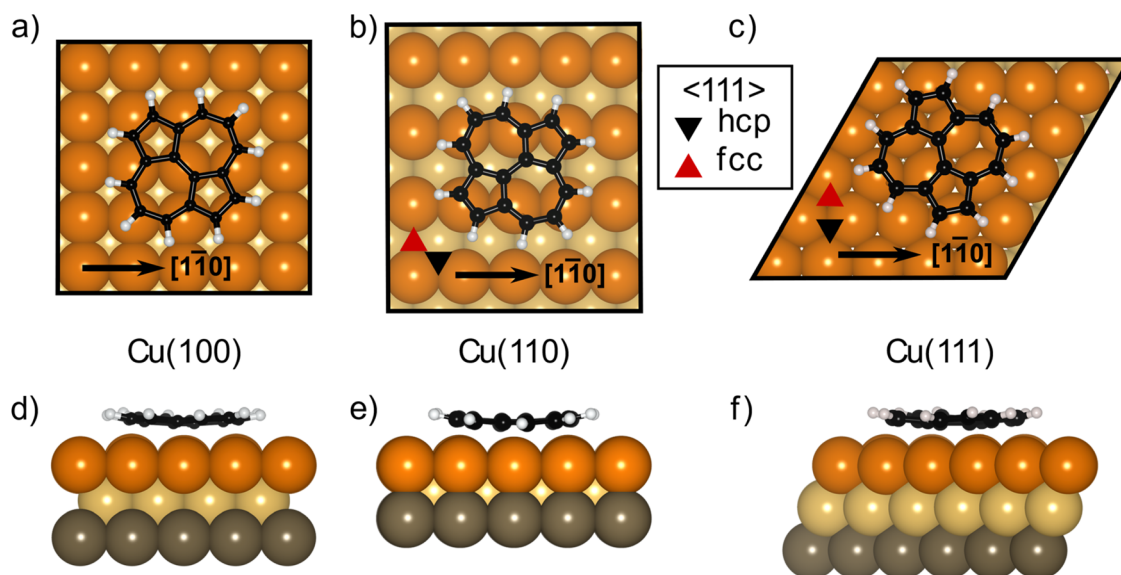 a)
b)
c)
<111>
hcp
fcc
[11̅0]
[11̅0]
[11̅0]
Cu(100)
Cu(110)
Cu(111)
d)
e)
f)